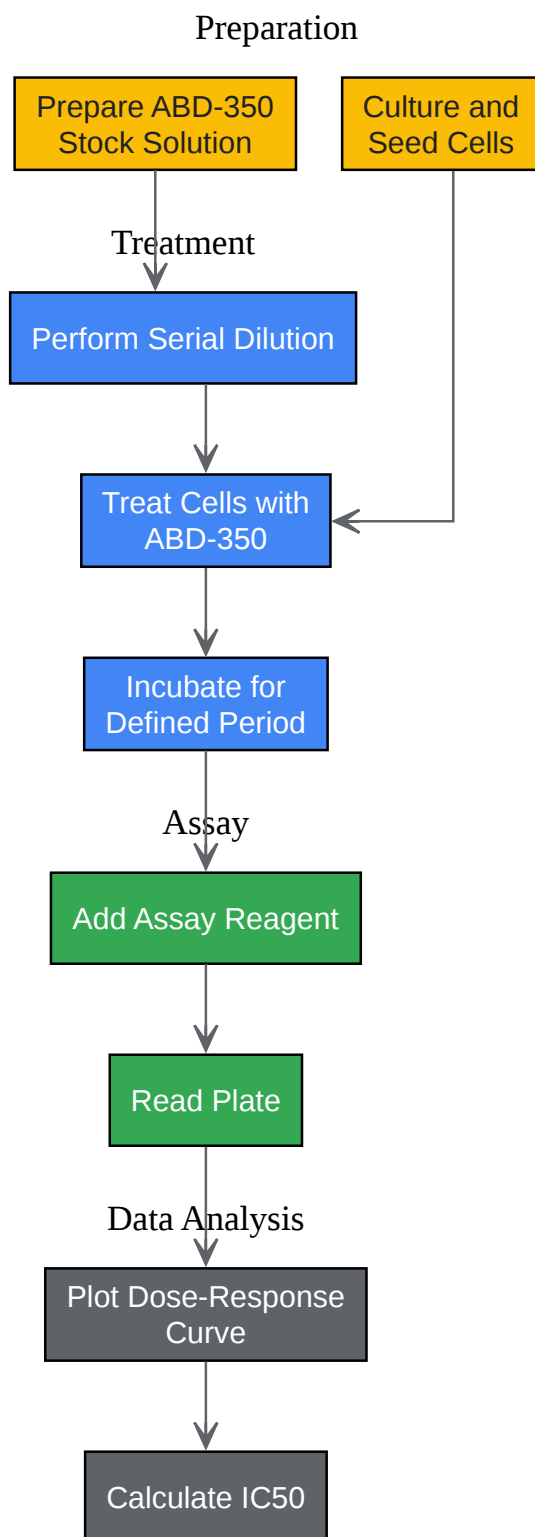 Preparation
Prepare ABD-350
Stock Solution
Culture and
Seed Cells
Treatment
Perform Serial Dilution
Treat Cells with
ABD-350
Incubate for
Defined Period
Assay
Add Assay Reagent
Read Plate
Data Analysis
Plot Dose-Response
Curve
Calculate IC50